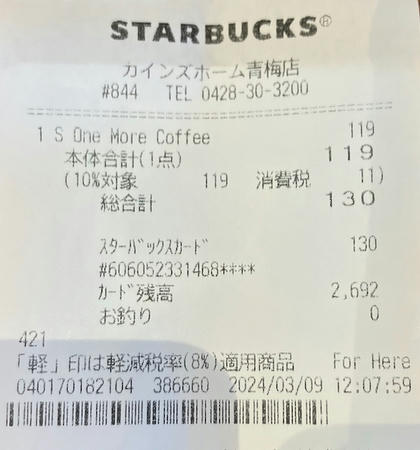 STARBUCKS®
カインズホーム青梅店
#844 TEL 0428-30-3200
1 S One More Coffee 119
本体合計(1点) 119
(10%対象 119 消費税 11)
総合計 130
スターバックスカード 130
#606052331468****
カード残高 2,692
お釣り 0
421
「軽」印は軽減税率(8%)適用商品 For Here
040170182104 386660 2024/03/09 12:07:59